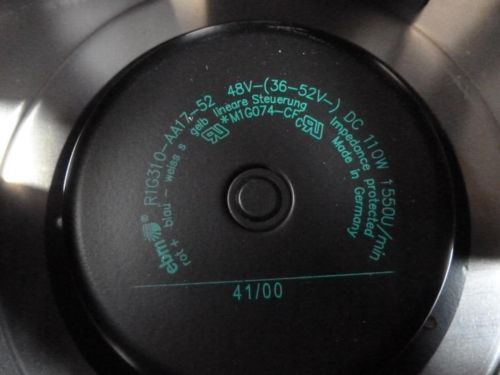 ebm R1G310-AA17-52 48V-(36-52V-) DC 110W 1550U/min.
rot + blau - weiss s gelb lineare Steuerung Impedance protected
*M1G074-CF Made in Germany
41/00